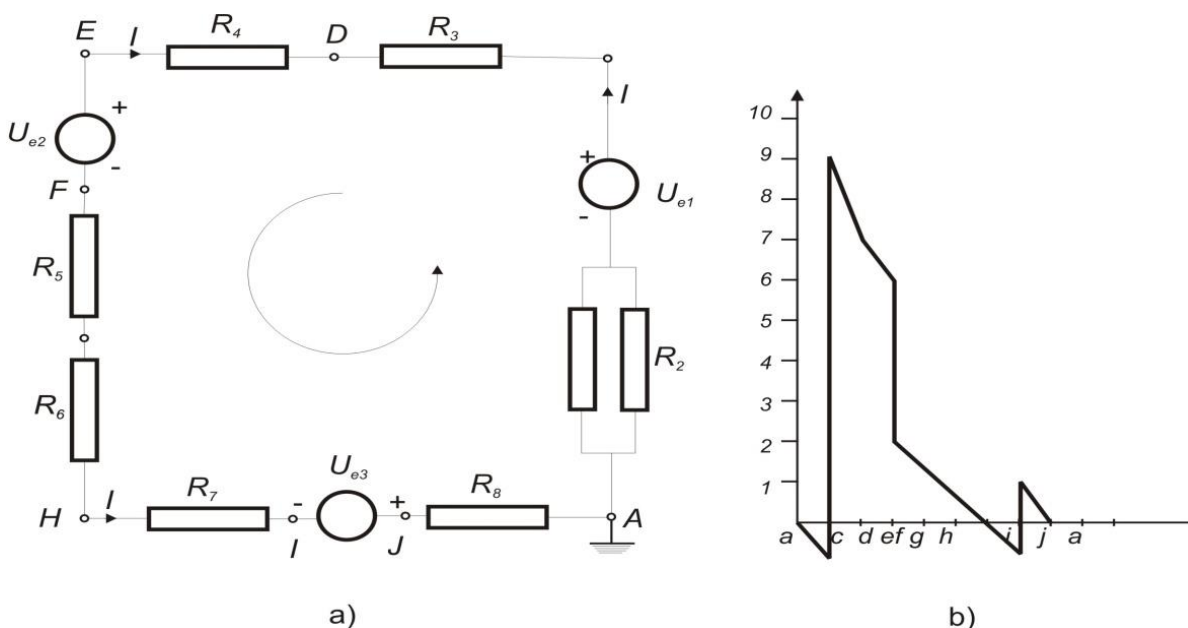 E I R4 D R3
+ I
Ue2 +
- Ue1
F -
R5
R2
R6
Ue3
H I R7 - + R8 A
I J
a)
10
9
8
7
6
5
4
3
2
1
a c d ef g h i j a
b)